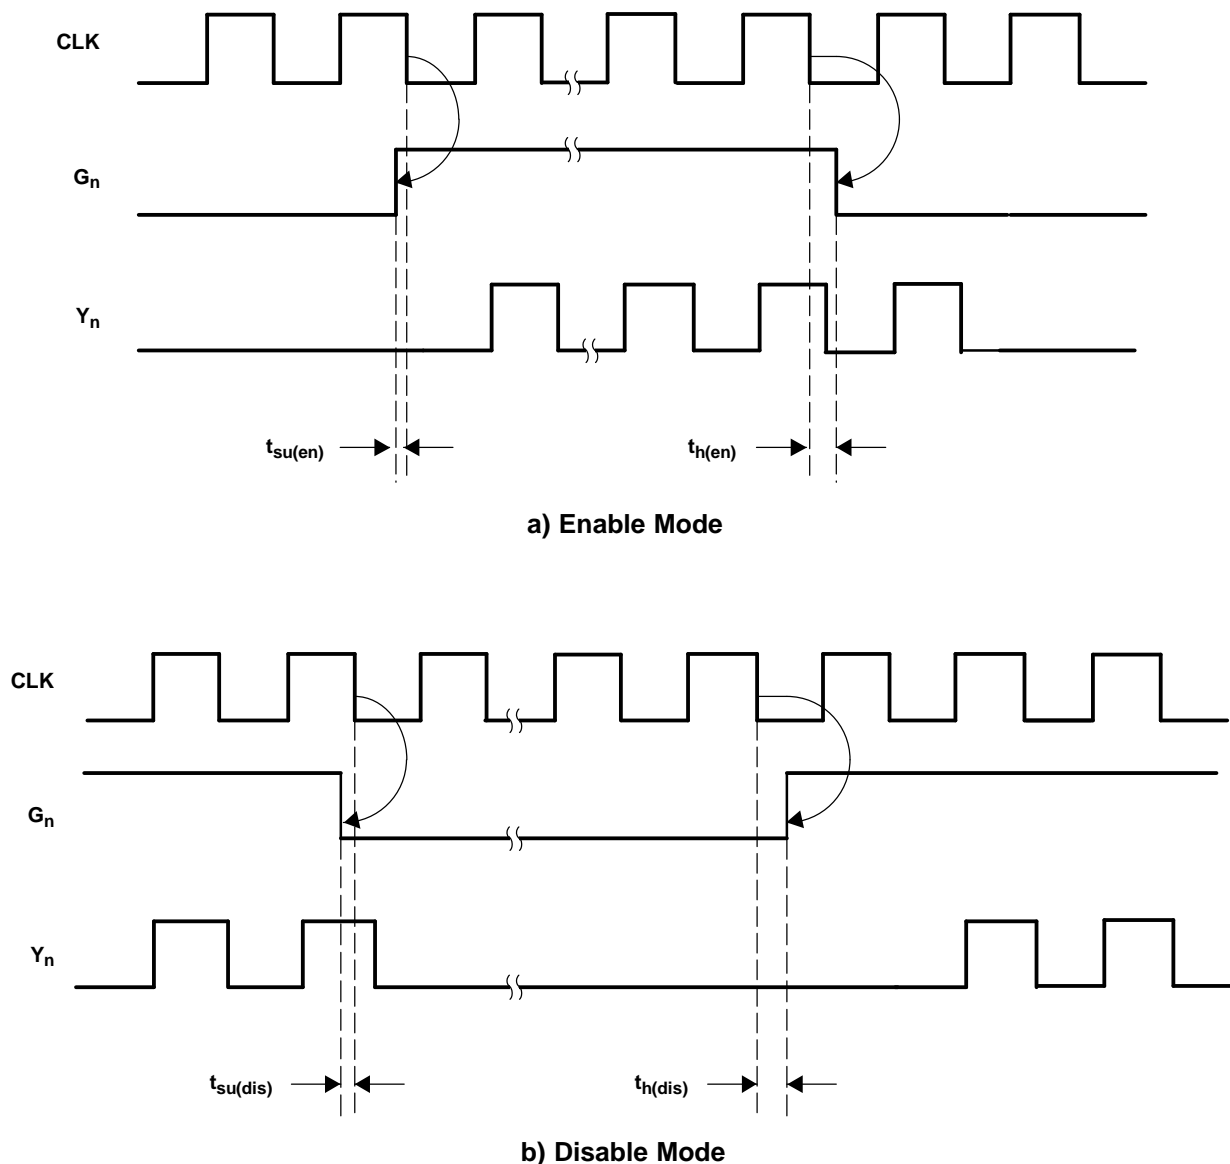 CLK
Gn
Yn
tsu(en)
th(en)
a) Enable Mode
CLK
Gn
Yn
tsu(dis)
th(dis)
b) Disable Mode